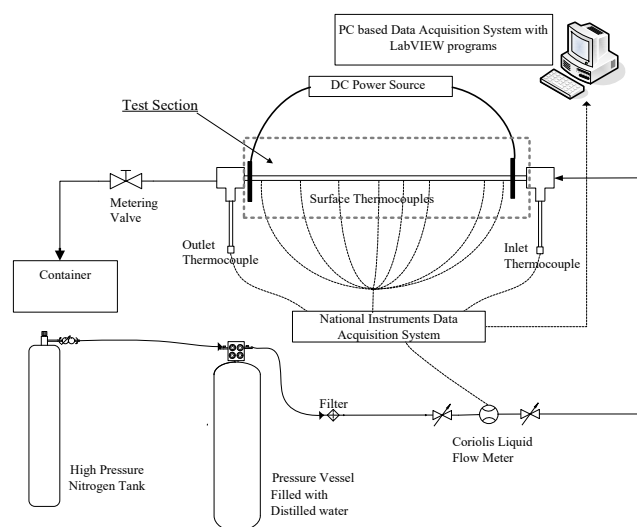 PC based Data Acquisition System with
LabVIEW programs
DC Power Source
Test Section
Surface Thermocouples
Metering
Valve
Outlet
Thermocouple
Inlet
Thermocouple
Container
National Instruments Data
Acquisition System
Filter
Coriolis Liquid
Flow Meter
High Pressure
Nitrogen Tank
Pressure Vessel
Filled with
Distilled water